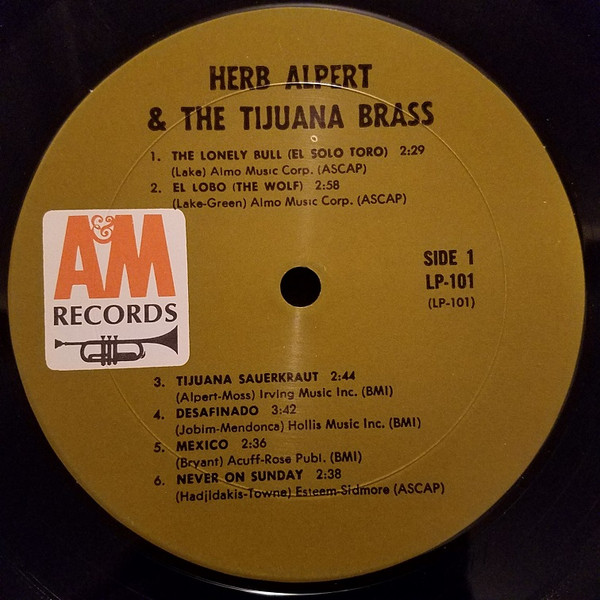 HERB ALPERT
& THE TIJUANA BRASS
1. THE LONELY BULL (EL SOLO TORO) 2:29
(Lake) Almo Music Corp. (ASCAP)
2. EL LOBO (THE WOLF) 2:58
(Lake-Green) Almo Music Corp. (ASCAP)
A&M
RECORDS
SIDE 1
LP-101
(LP-101)
3. TIJUANA SAUERKRAUT 2:44
(Alpert-Moss) Irving Music Inc. (BMI)
4. DESAFINADO 3:42
(Jobim-Mendonca) Hollis Music Inc. (BMI)
5. MEXICO 2:36
(Bryant) Acuff-Rose Publ. (BMI)
6. NEVER ON SUNDAY 2:38
(Hadjidakis-Towne) Esteem-Sidmore (ASCAP)